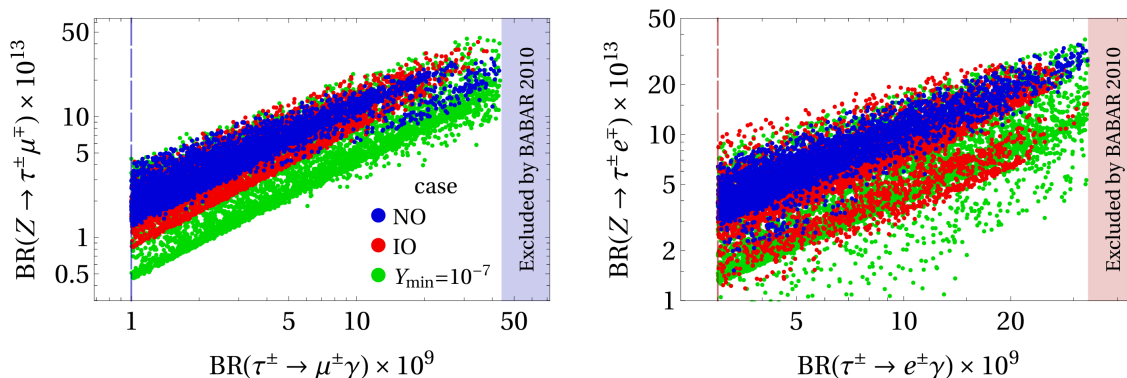 BR(Z → τ± μ∓) × 10¹³
50
10
5
1
0.5
case
NO
IO
Yₘᵢₙ=10⁻⁷
Excluded by BABAR 2010
1
5
10
50
BR(τ± → μ±γ) × 10⁹
BR(Z → τ± e∓) × 10¹³
50
20
10
5
2
1
Excluded by BABAR 2010
5
10
20
BR(τ± → e±γ) × 10⁹